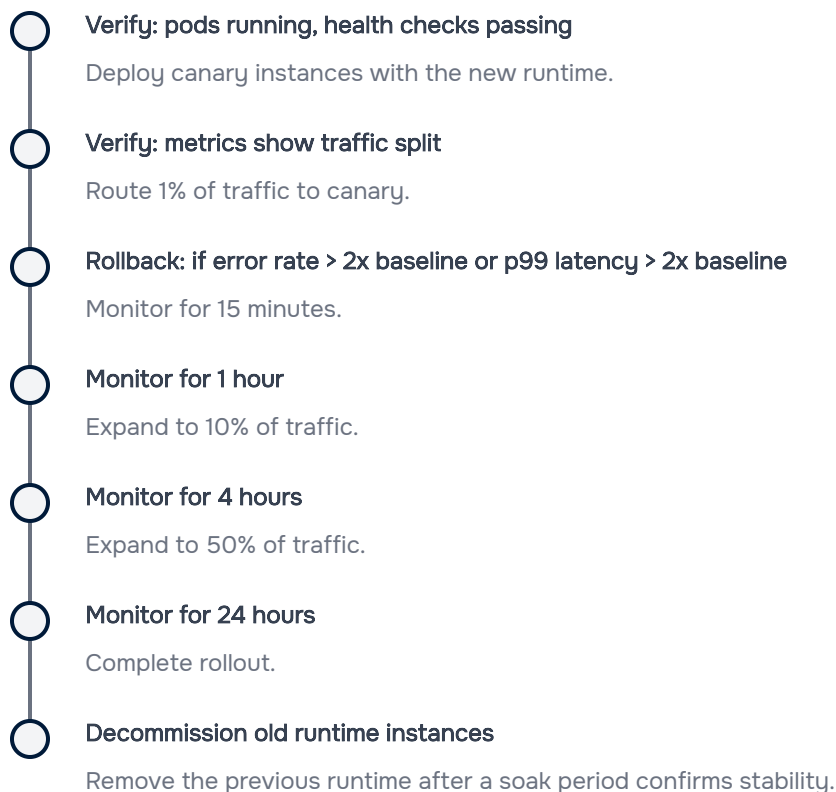 Verify: pods running, health checks passing
Deploy canary instances with the new runtime.
Verify: metrics show traffic split
Route 1% of traffic to canary.
Rollback: if error rate > 2x baseline or p99 latency > 2x baseline
Monitor for 15 minutes.
Monitor for 1 hour
Expand to 10% of traffic.
Monitor for 4 hours
Expand to 50% of traffic.
Monitor for 24 hours
Complete rollout.
Decommission old runtime instances
Remove the previous runtime after a soak period confirms stability.